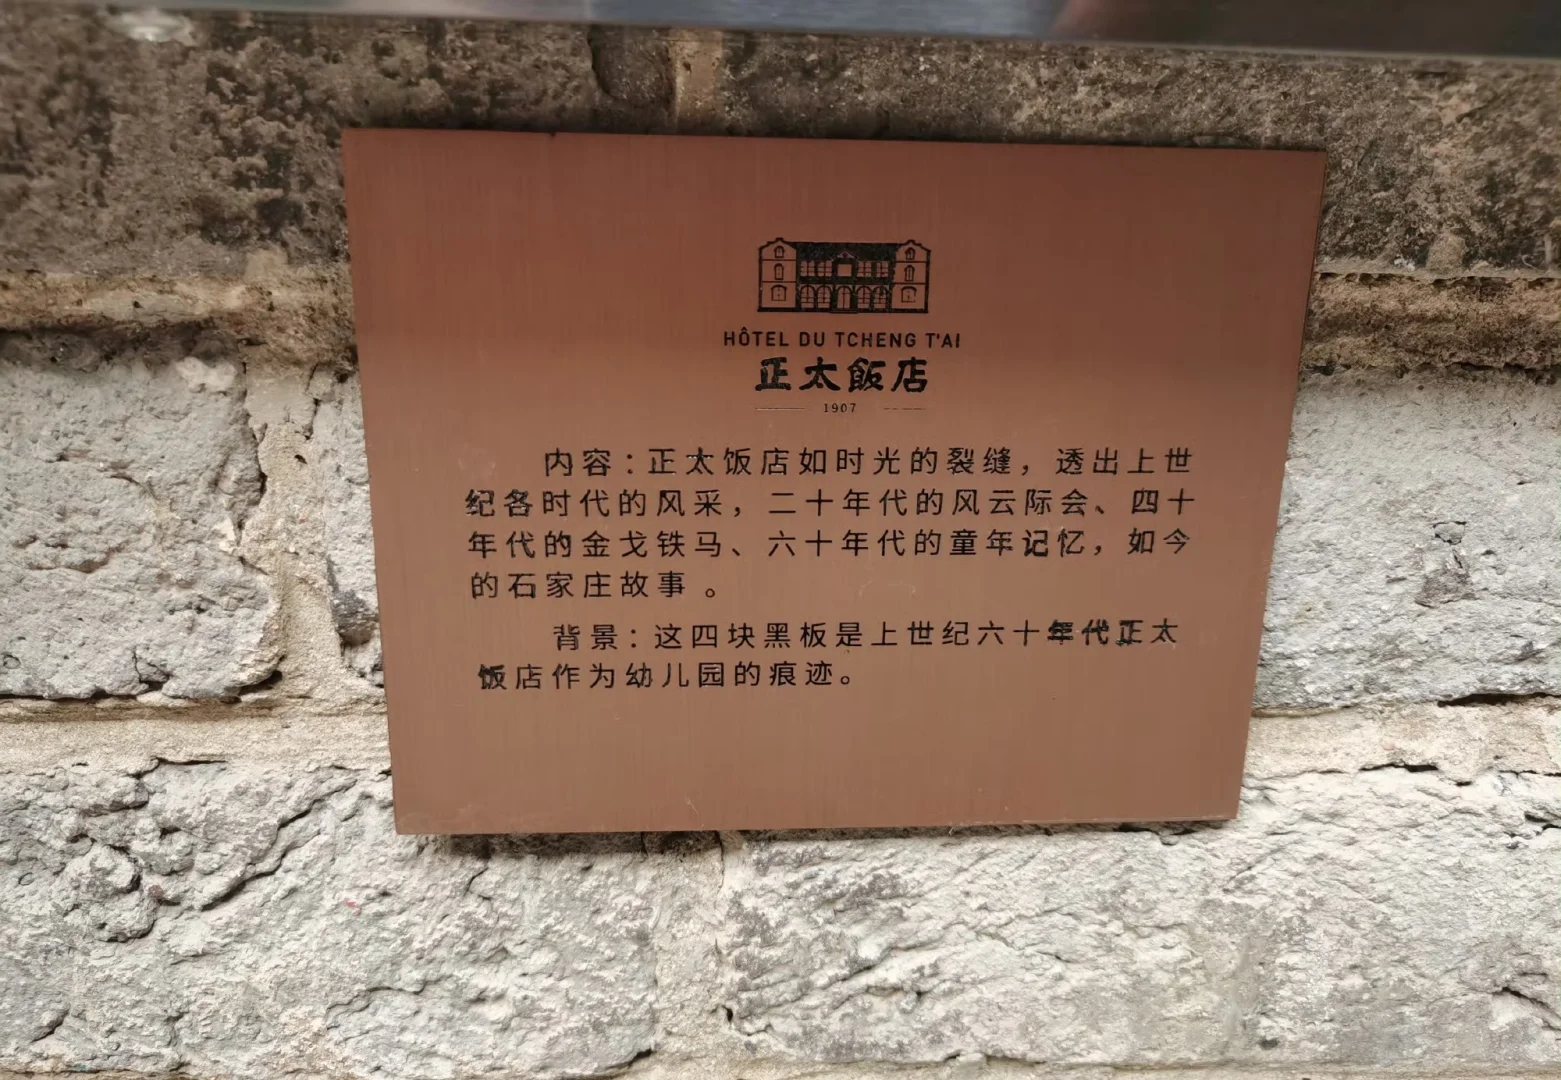 HÔTEL DU TCHENG T'AI
正太飯店
1907
内容：正太饭店如时光的裂缝，透出上世
纪各时代的风采，二十年代的风云际会、四十
年代的金戈铁马、六十年代的童年记忆，如今
的石家庄故事。
背景：这四块黑板是上世纪六十年代正太
饭店作为幼儿园的痕迹。